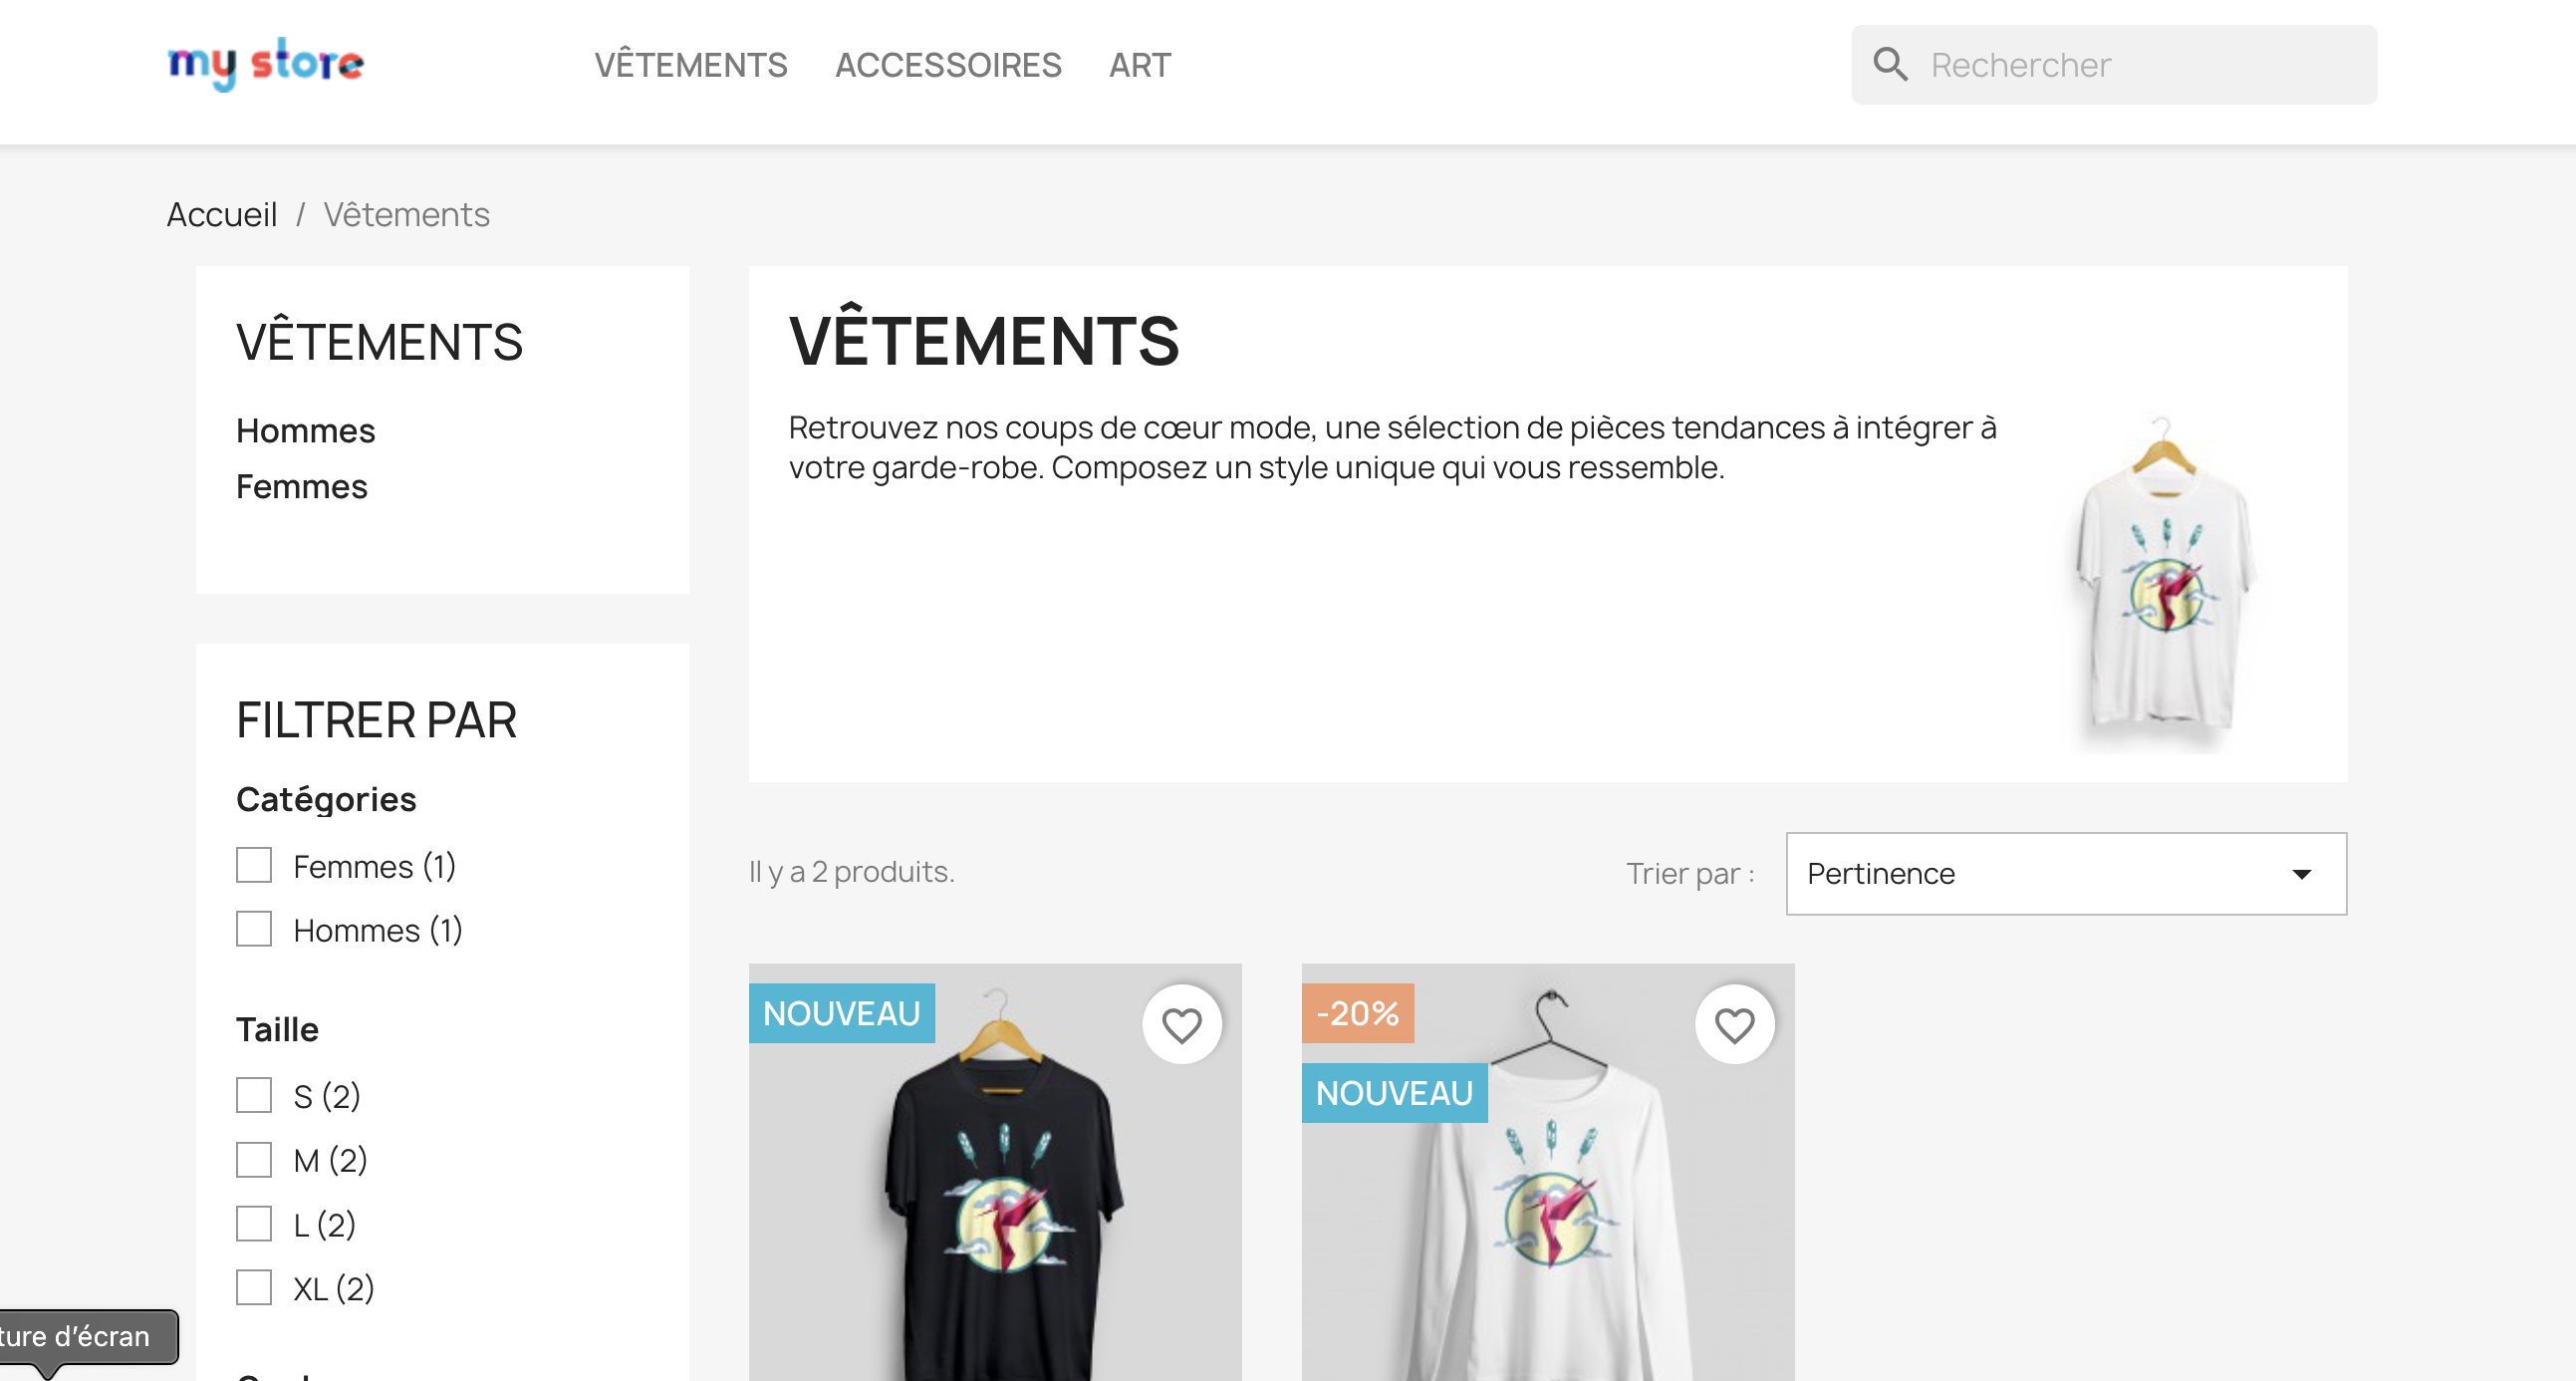 my store
VÊTEMENTS
ACCESSOIRES
ART
Rechercher
Accueil / Vêtements
VÊTEMENTS
Hommes
Femmes
FILTRER PAR
Catégories
Femmes (1)
Hommes (1)
Taille
S (2)
M (2)
L (2)
XL (2)
ture d'écran
VÊTEMENTS
Retrouvez nos coups de cœur mode, une sélection de pièces tendances à intégrer à
votre garde-robe. Composez un style unique qui vous ressemble.
Il y a 2 produits.
Trier par :
Pertinence
NOUVEAU
-20%
NOUVEAU